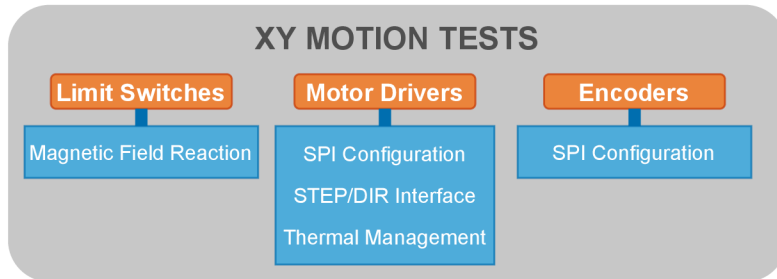 XY MOTION TESTS
Limit Switches
Magnetic Field Reaction
Motor Drivers
SPI Configuration
STEP/DIR Interface
Thermal Management
Encoders
SPI Configuration